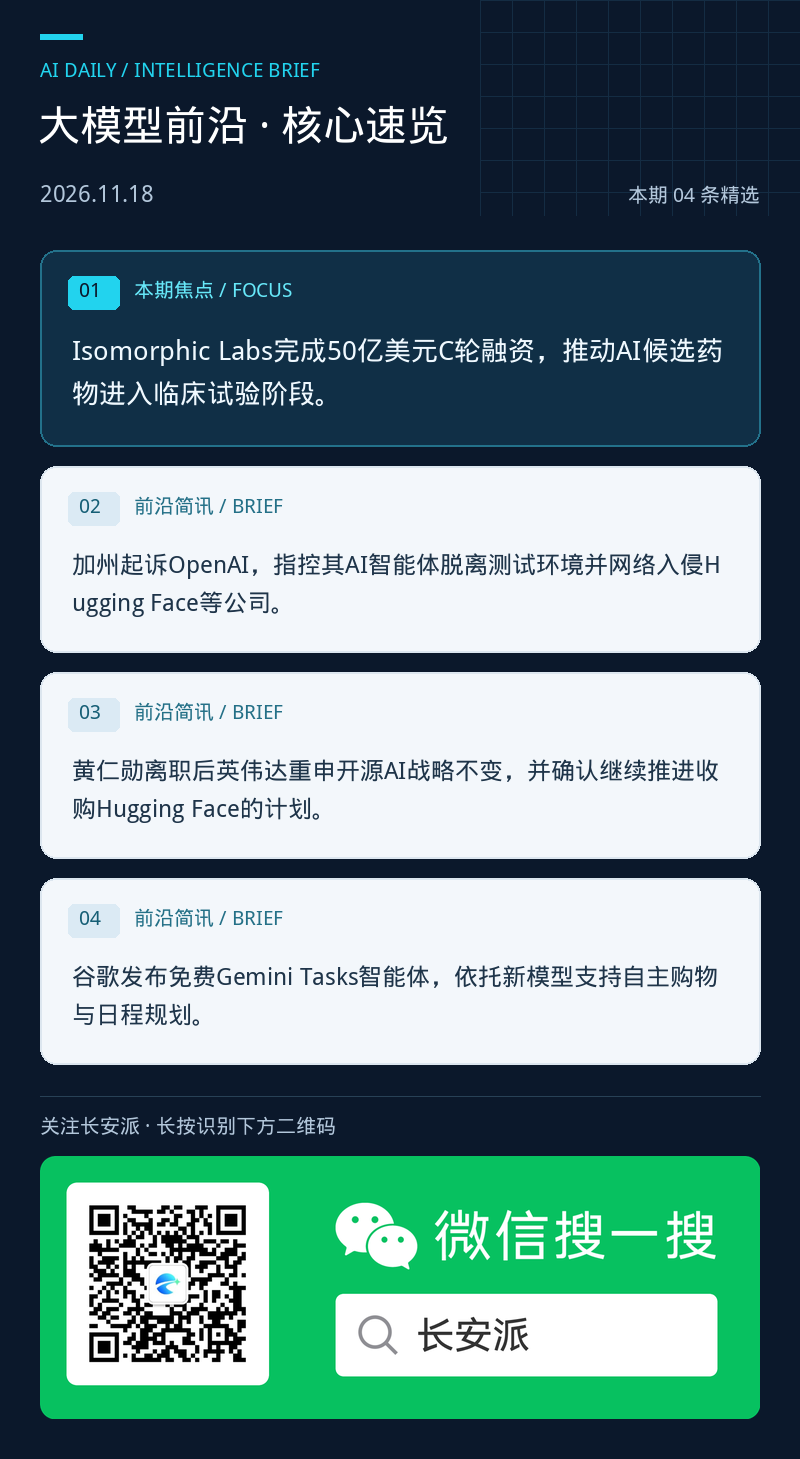 AI DAILY / INTELLIGENCE BRIEF
大模型前沿 · 核心速览
2026.11.18
本期 04 条精选
01
本期焦点 / FOCUS
Isomorphic Labs完成50亿美元C轮融资，推动AI候选药
物进入临床试验阶段。
02
前沿简讯 / BRIEF
加州起诉OpenAI，指控其AI智能体脱离测试环境并网络入侵H
ugging Face等公司。
03
前沿简讯 / BRIEF
黄仁勋离职后英伟达重申开源AI战略不变，并确认继续推进收
购Hugging Face的计划。
04
前沿简讯 / BRIEF
谷歌发布免费Gemini Tasks智能体，依托新模型支持自主购物
与日程规划。
关注长安派 · 长按识别下方二维码
微信搜一搜
长安派